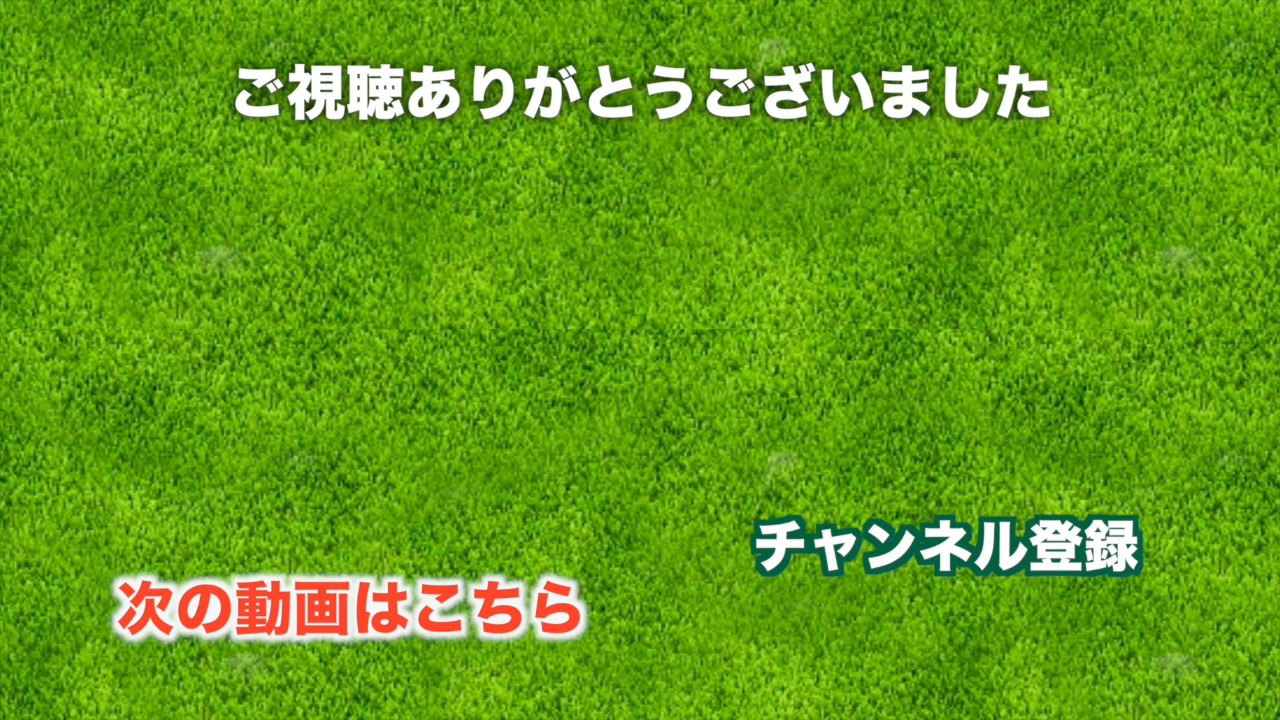 ご視聴ありがとうございました
チャンネル登録
次の動画はこちら